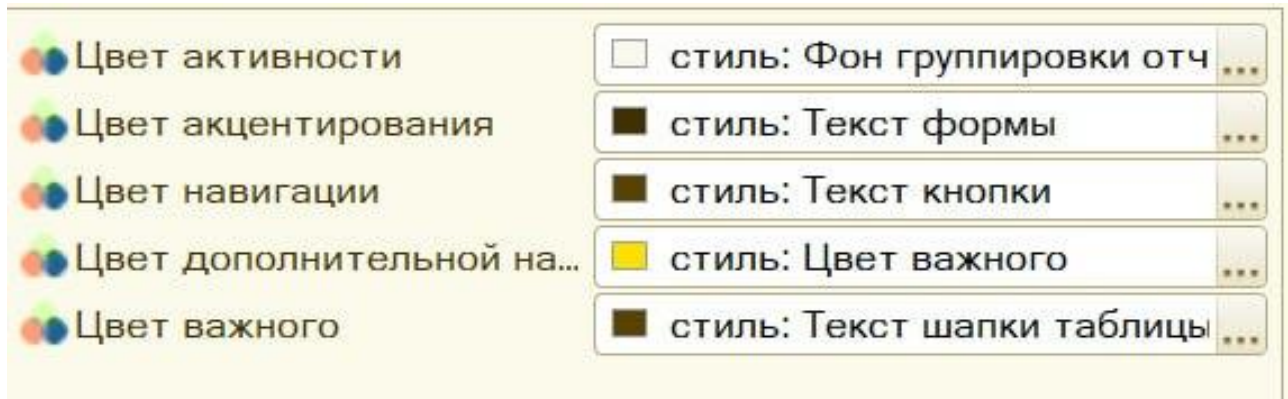 Цвет активности стиль: Фон группировки отч ...
Цвет акцентирования стиль: Текст формы ...
Цвет навигации стиль: Текст кнопки ...
Цвет дополнительной на... стиль: Цвет важного ...
Цвет важного стиль: Текст шапки таблицы ...